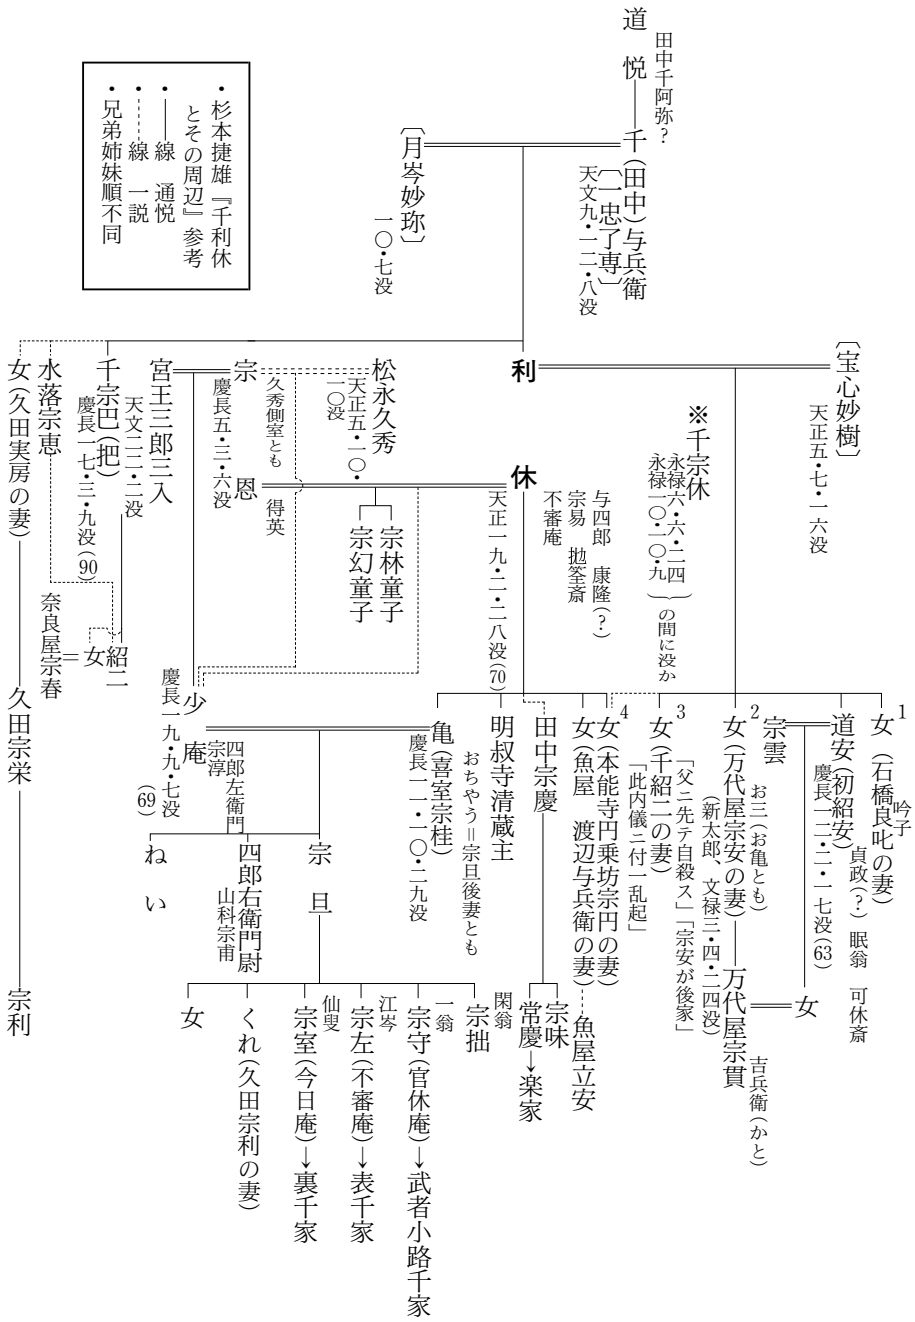 道悦
田中千阿弥?
千(田中)与兵衛
〔一忠了専〕
天文九・一二・八没
〔月岑妙珎〕
一〇・七没
・杉本捷雄『千利休
とその周辺』参考
・――線 通悦
・----線 一説
・兄弟姉妹順不同
〔宝心妙樹〕
天正五・七・一六没
※千宗休
永禄六・六・二四
永禄一〇・一〇・九
の間に没か
利休
与四郎 康隆(?)
宗易 抛筌斎
不審庵
天正一九・二・二八没(70)
松永久秀
天正五・一〇・
一〇没
宗恩
久秀側室とも
得英
慶長五・三・六没
宗林童子
宗幻童子
宮王三郎三入
天文二二・二没
千宗巴(把)
慶長一七・三・九没(90)
水落宗恵
女(久田実房の妻)
紹二
女
奈良屋宗春
久田宗栄
宗利
1
女(石橋良叱の妻)
吟子
道安(初紹安)
貞政(?) 眠翁 可休斎
慶長一二・二・一七没(63)
宗雲
女
2
女(万代屋宗安の妻)
お三(お亀とも)
(新太郎、文禄三・四・二四没)
万代屋宗貫
吉兵衛(かと)
3
女(千紹二の妻)
「父ニ先テ自殺ス」「宗安が後家」
「此内儀ニ付一乱起」
4
女(本能寺円乗坊宗円の妻)
女(魚屋 渡辺与兵衛の妻)
魚屋立安
田中宗慶
宗味
常慶→楽家
明叔寺清蔵主
亀(喜室宗桂)
おちやう=宗旦後妻とも
慶長一一・一〇・二九没
少庵
四郎左衛門
宗淳
慶長一九・九・七没
(69)
宗旦
四郎右衛門尉
山科宗甫
ねい
宗拙
閑翁
宗守(官休庵)→武者小路千家
一翁
宗左(不審庵)→表千家
江岑
宗室(今日庵)→裏千家
仙叟
くれ(久田宗利の妻)
女